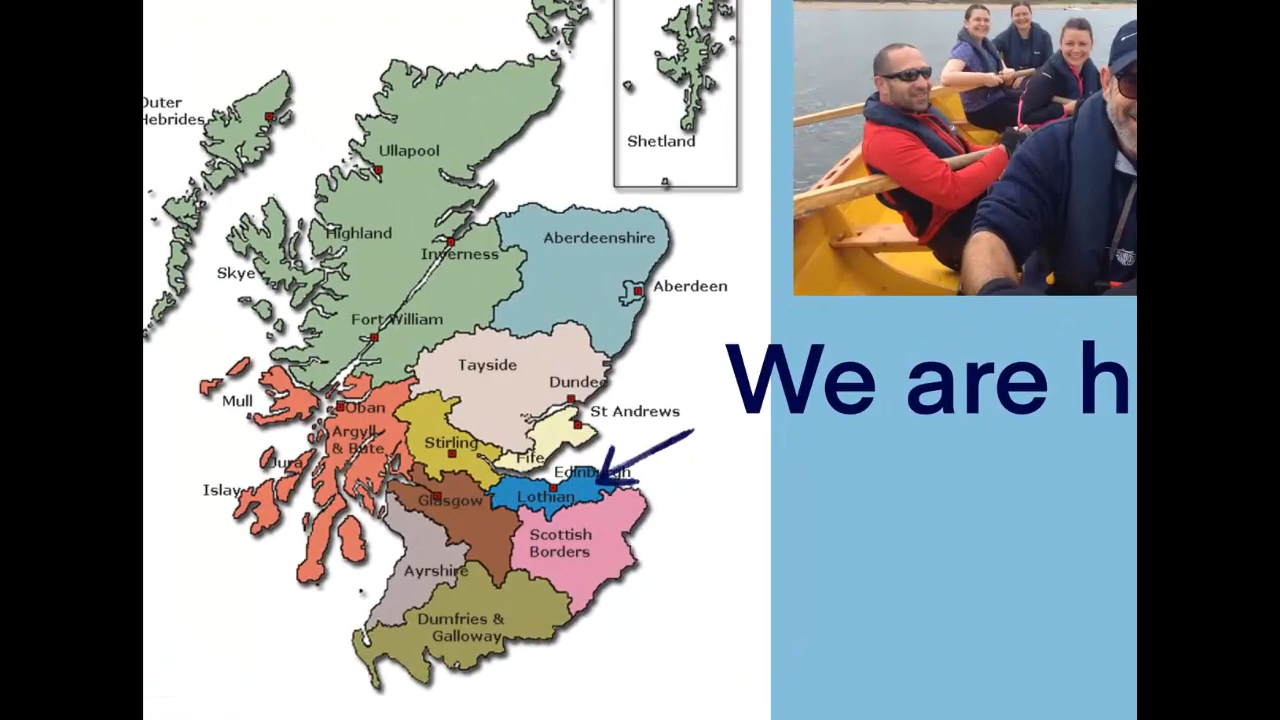 Outer
Hebrides
Shetland
Ullapool
Highland
Inverness
Aberdeenshire
Skye
Aberdeen
Fort William
Tayside
Dundee
Mull
Oban
St Andrews
Argyll
& Bute
Stirling
Fife
Jura
Edinburgh
Islay
Glasgow
Lothian
Scottish
Borders
Ayrshire
Dumfries &
Galloway
We are h